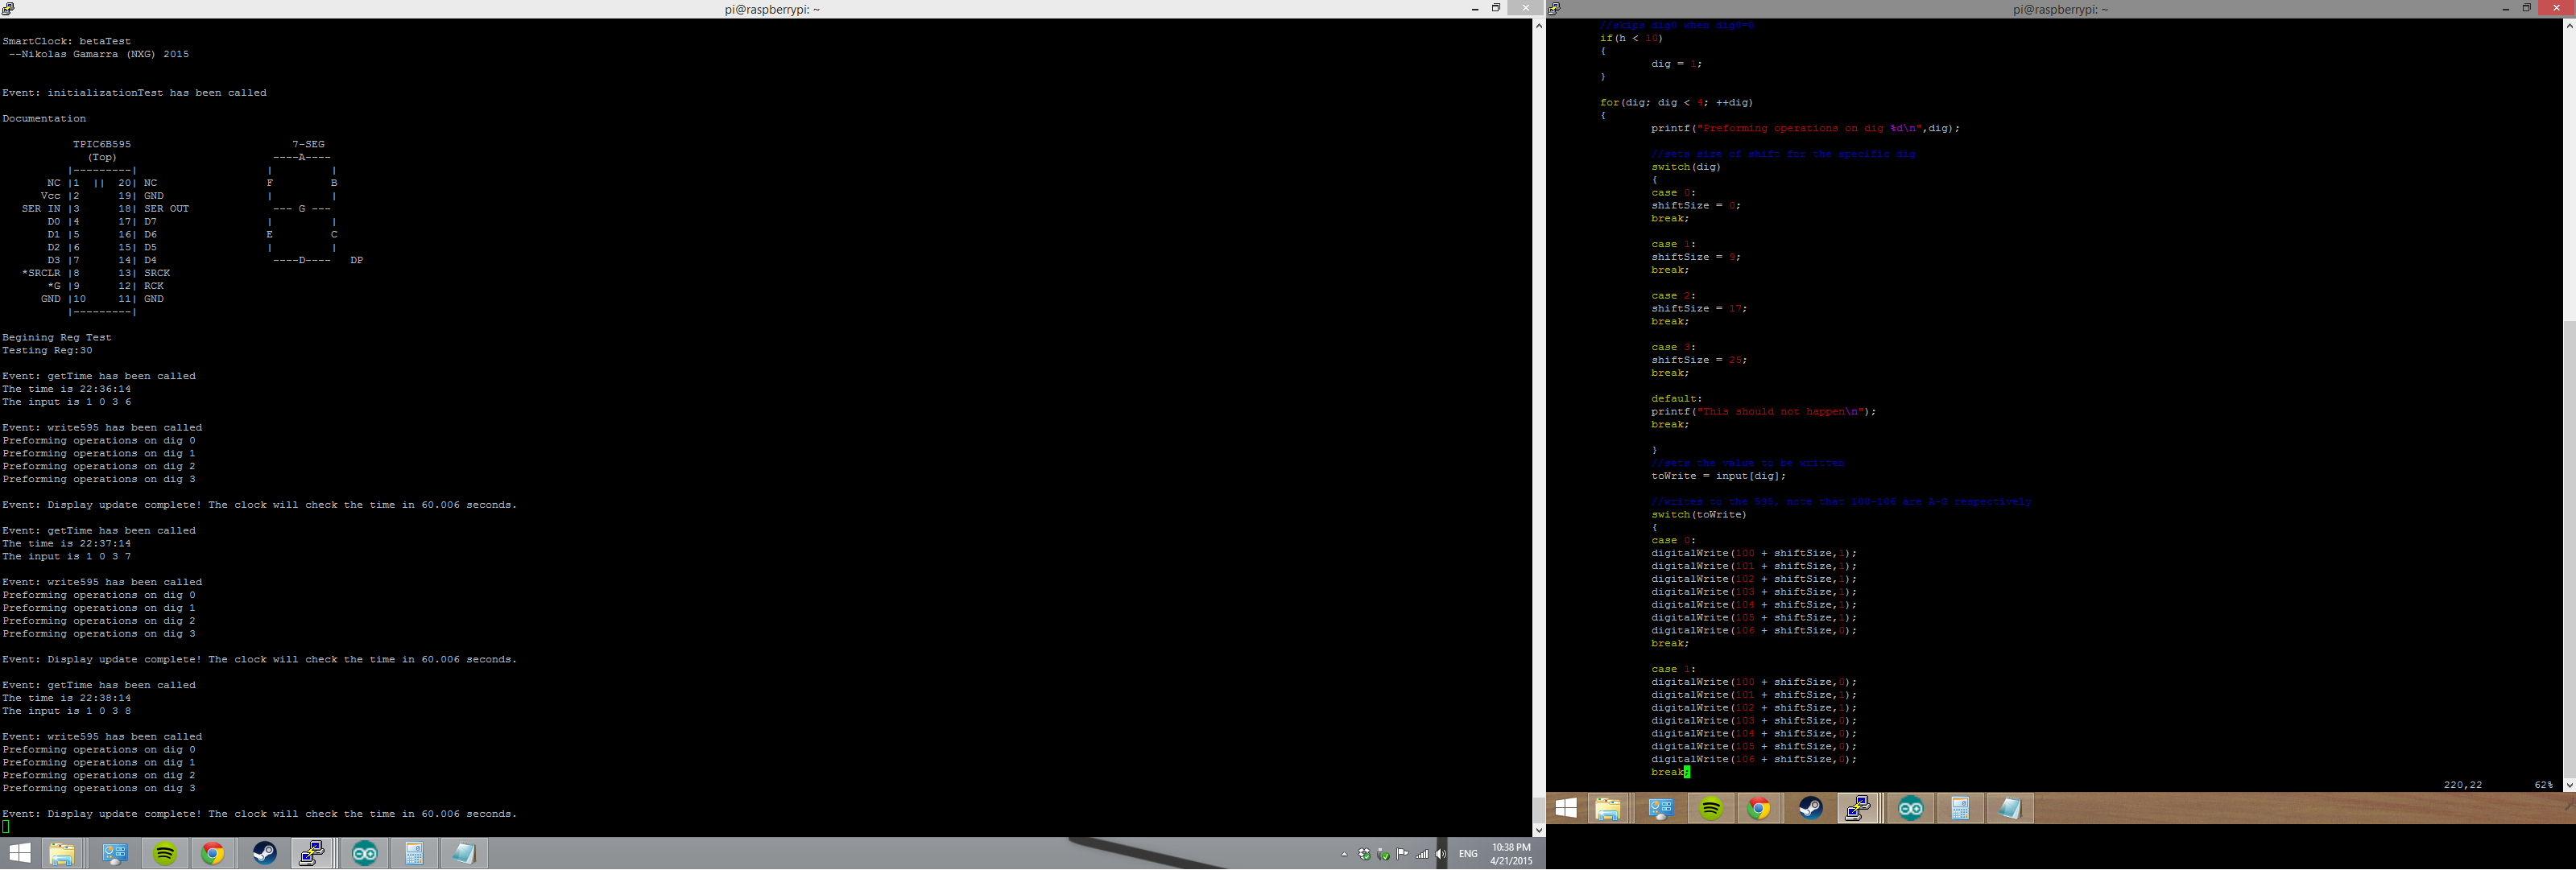 pi@raspberrypi: ~
SmartClock: betaTest
--Nikolas Gamarra (NXG) 2015
Event: initializationTest has been called
Documentation
TPIC6B595 7-SEG
(Top) ----A----
|---------| | |
NC |1 || 20| NC F B
Vcc |2 19| GND | |
SER IN |3 18| SER OUT --- G ---
D0 |4 17| D7 | |
D1 |5 16| D6 E C
D2 |6 15| D5 | |
D3 |7 14| D4 ----D---- DP
*SRCLR |8 13| SRCK
*G |9 12| RCK
GND |10 11| GND
|---------|
Begining Reg Test
Testing Reg:30
Event: getTime has been called
The time is 22:36:14
The input is 1 0 3 6
Event: write595 has been called
Preforming operations on dig 0
Preforming operations on dig 1
Preforming operations on dig 2
Preforming operations on dig 3
Event: Display update complete! The clock will check the time in 60.006 seconds.
Event: getTime has been called
The time is 22:37:14
The input is 1 0 3 7
Event: write595 has been called
Preforming operations on dig 0
Preforming operations on dig 1
Preforming operations on dig 2
Preforming operations on dig 3
Event: Display update complete! The clock will check the time in 60.006 seconds.
Event: getTime has been called
The time is 22:38:14
The input is 1 0 3 8
Event: write595 has been called
Preforming operations on dig 0
Preforming operations on dig 1
Preforming operations on dig 2
Preforming operations on dig 3
Event: Display update complete! The clock will check the time in 60.006 seconds.
ENG
10:38 PM
4/21/2015
pi@raspberrypi: ~
//skips dig0 when dig0=0
if(h < 10)
{
dig = 1;
}
for(dig; dig < 4; ++dig)
{
printf("Preforming operations on dig %d\n",dig);
//sets size of shift for the specific dig
switch(dig)
{
case 0:
shiftSize = 0;
break;
case 1:
shiftSize = 9;
break;
case 2:
shiftSize = 17;
break;
case 3:
shiftSize = 25;
break;
default:
printf("This should not happen\n");
break;
}
//sets the value to be written
toWrite = input[dig];
//writes to the 595, note that 100-106 are A-G respectively
switch(toWrite)
{
case 0:
digitalWrite(100 + shiftSize,1);
digitalWrite(101 + shiftSize,1);
digitalWrite(102 + shiftSize,1);
digitalWrite(103 + shiftSize,1);
digitalWrite(104 + shiftSize,1);
digitalWrite(105 + shiftSize,1);
digitalWrite(106 + shiftSize,0);
break;
case 1:
digitalWrite(100 + shiftSize,0);
digitalWrite(101 + shiftSize,1);
digitalWrite(102 + shiftSize,1);
digitalWrite(103 + shiftSize,0);
digitalWrite(104 + shiftSize,0);
digitalWrite(105 + shiftSize,0);
digitalWrite(106 + shiftSize,0);
break;
220,22 62%